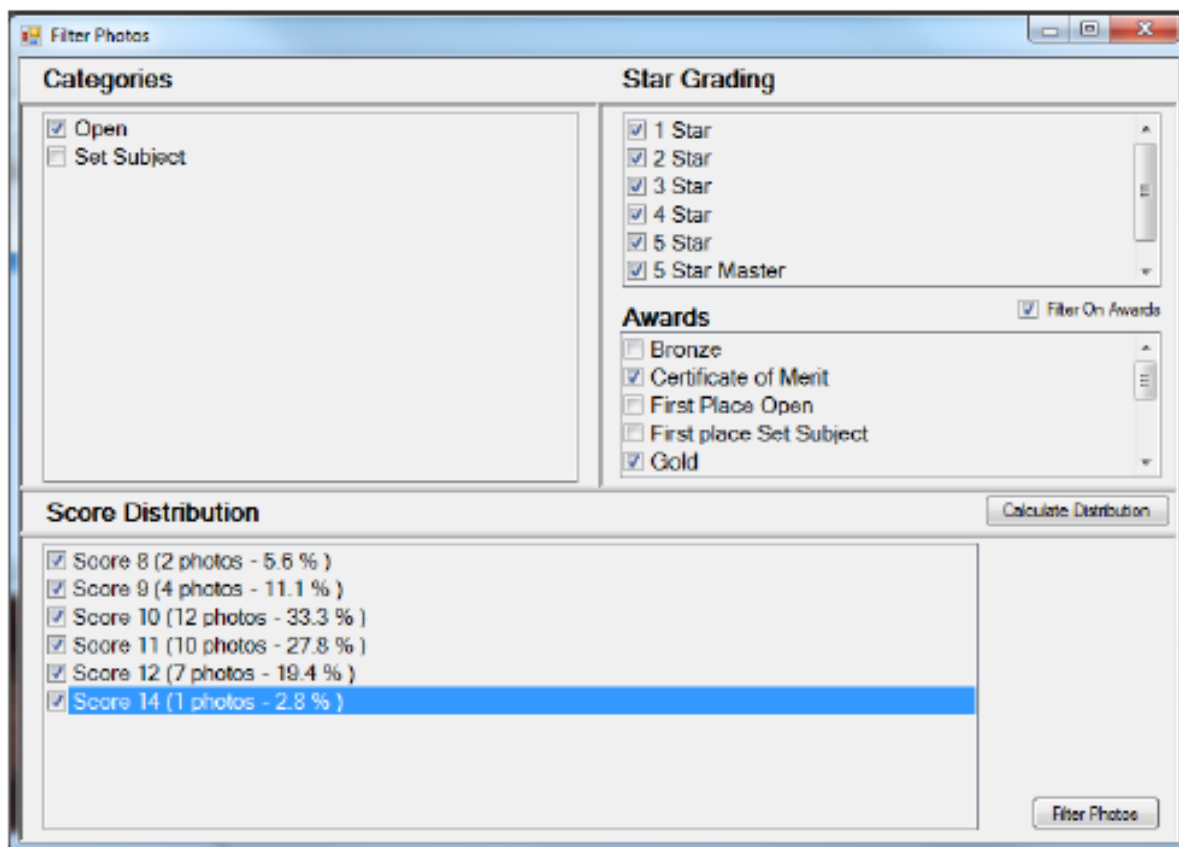 Filter Photos
Categories
Open
Set Subject
Star Grading
1 Star
2 Star
3 Star
4 Star
5 Star
5 Star Master
Awards
Filter On Awards
Bronze
Certificate of Merit
First Place Open
First place Set Subject
Gold
Score Distribution
Calculate Distribution
Score 8 (2 photos - 5.6 % )
Score 9 (4 photos - 11.1 % )
Score 10 (12 photos - 33.3 % )
Score 11 (10 photos - 27.8 % )
Score 12 (7 photos - 19.4 % )
Score 14 (1 photos - 2.8 % )
Filter Photos